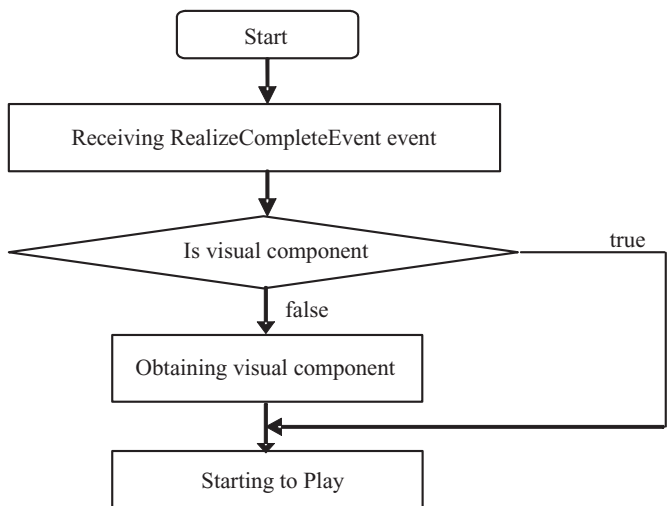 Start
Receiving RealizeCompleteEvent event
Is visual component
true
false
Obtaining visual component
Starting to Play